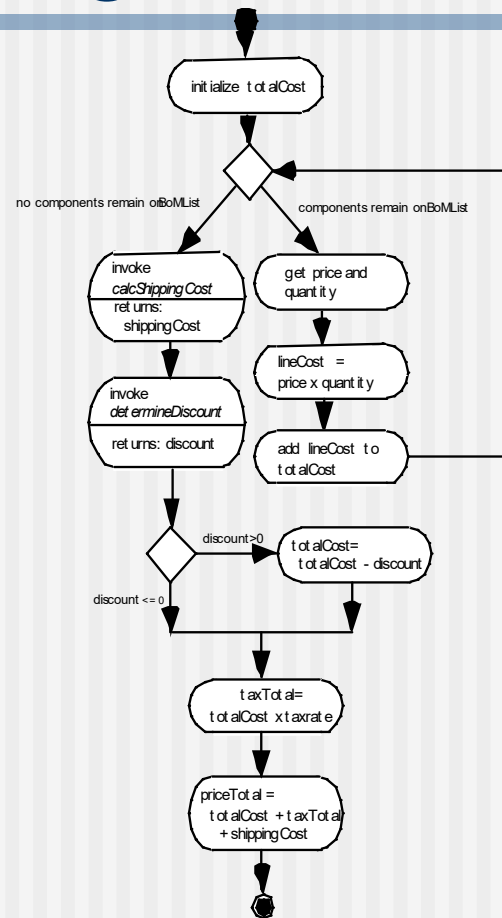 initialize totalCost
no components remain onBoMList
components remain onBoMList
invoke
calcShippingCost
returns:
shippingCost
get price and
quantity
invoke
determineDiscount
returns: discount
lineCost =
price x quantity
add lineCost to
totalCost
discount>0
totalCost=
totalCost - discount
discount <= 0
taxTotal=
totalCost x taxrate
priceTotal =
totalCost + taxTotal
+ shippingCost